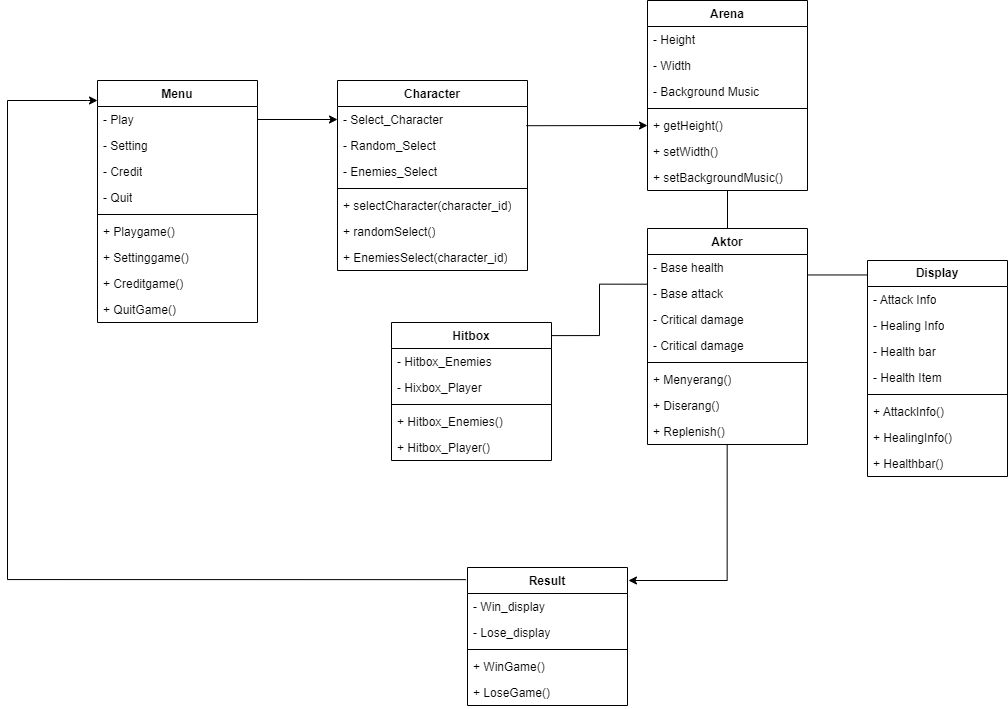 Menu
- Play
- Setting
- Credit
- Quit
+ Playgame()
+ Settinggame()
+ Creditgame()
+ QuitGame()
Character
- Select_Character
- Random_Select
- Enemies_Select
+ selectCharacter(character_id)
+ randomSelect()
+ EnemiesSelect(character_id)
Arena
- Height
- Width
- Background Music
+ getHeight()
+ setWidth()
+ setBackgroundMusic()
Aktor
- Base health
- Base attack
- Critical damage
- Critical damage
+ Menyerang()
+ Diserang()
+ Replenish()
Display
- Attack Info
- Healing Info
- Health bar
- Health Item
+ AttackInfo()
+ HealingInfo()
+ Healthbar()
Hitbox
- Hitbox_Enemies
- Hixbox_Player
+ Hitbox_Enemies()
+ Hitbox_Player()
Result
- Win_display
- Lose_display
+ WinGame()
+ LoseGame()